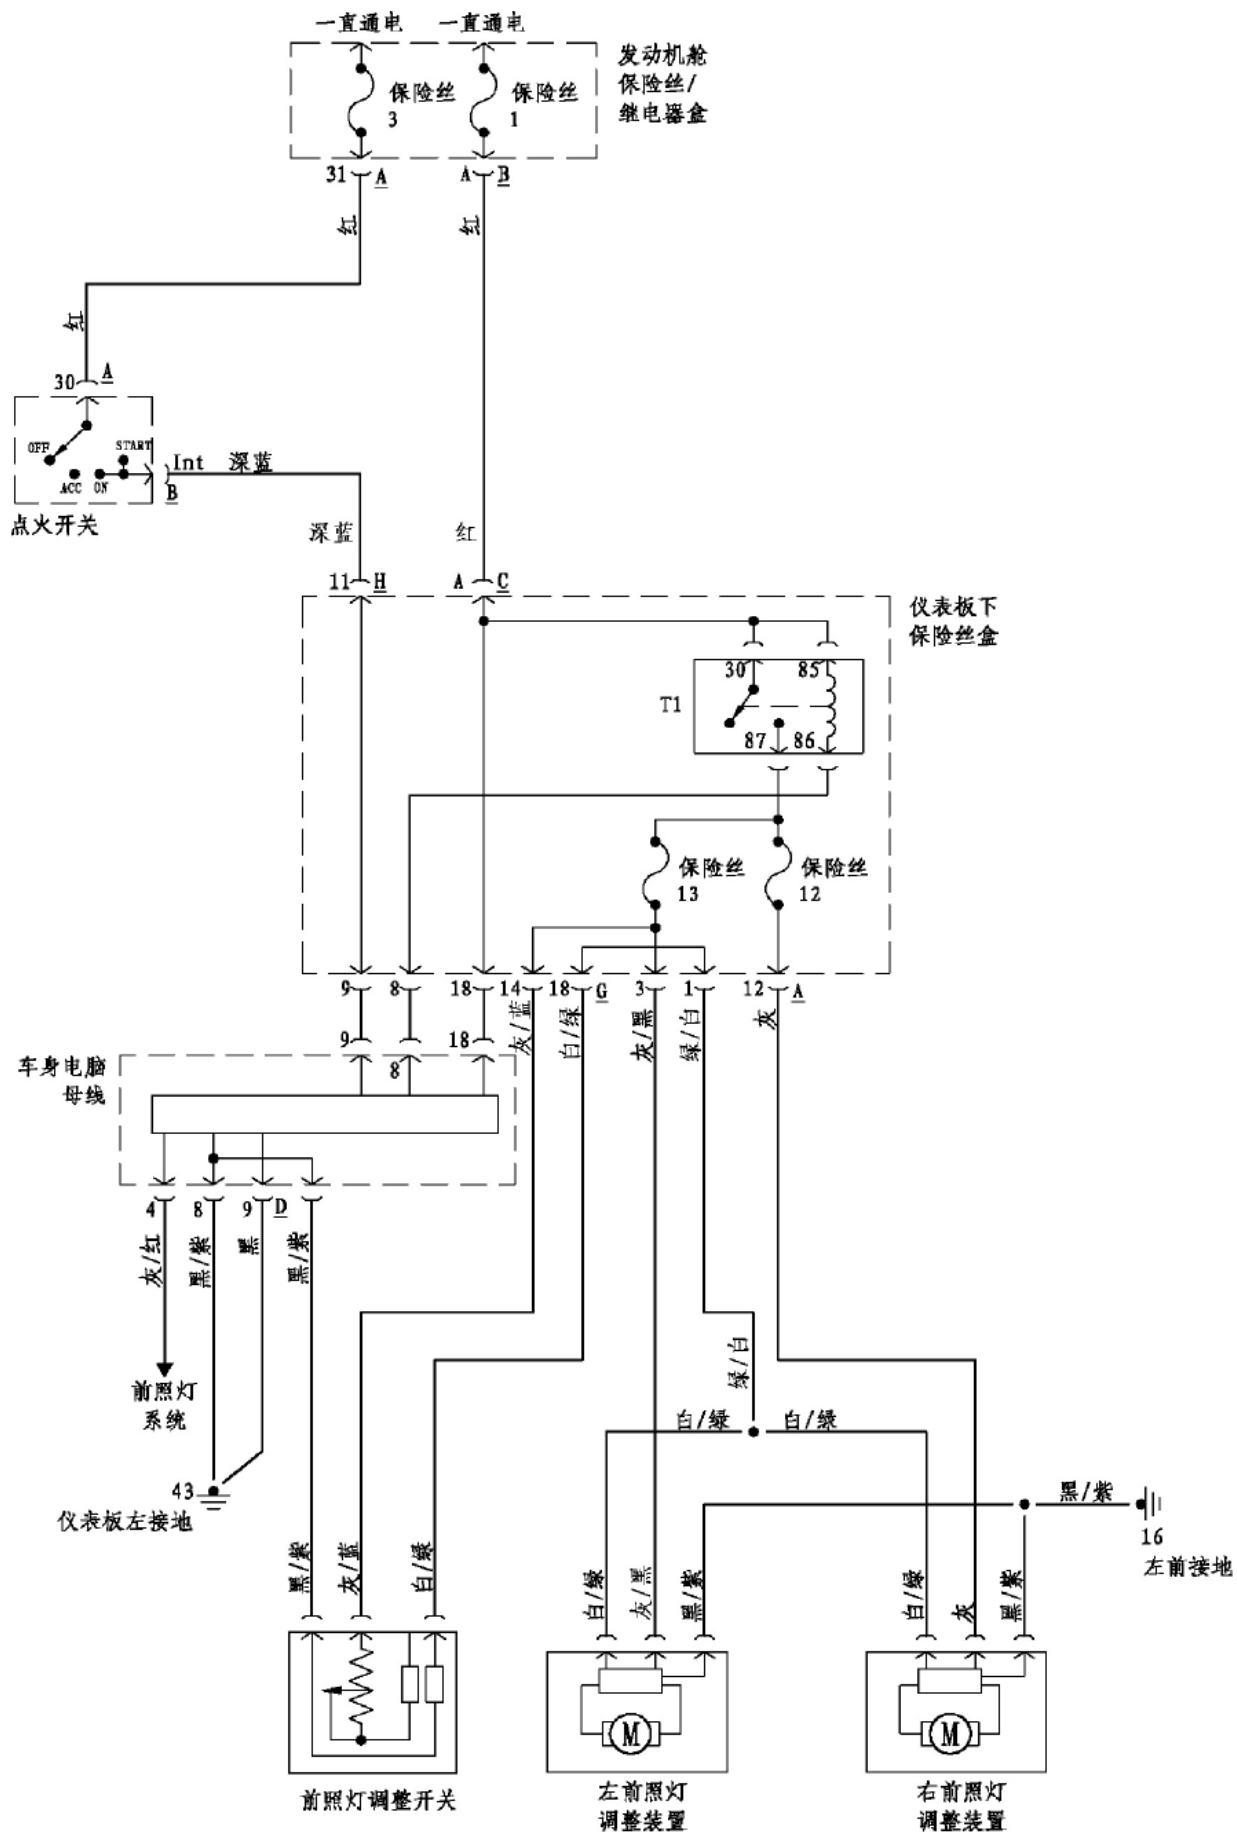 一直通电 一直通电
发动机舱
保险丝/
继电器盒
保险丝
3
保险丝
1
31 A
A B
红
红
红
30 A
OFF
START
ACC ON
Int 深蓝
B
点火开关
深蓝
红
11 H
A C
仪表板下
保险丝盒
30 85
T1
87 86
保险丝
13
保险丝
12
9 8 18 14 18 G 3 1 12 A
灰/蓝
白/绿
灰/黑
绿/白
灰
9 8 18
车身电脑
母线
4 8 9 D
灰/红
黑/紫
黑
黑/紫
前照灯
系统
绿/白
白/绿 白/绿
43
仪表板左接地
黑/紫
16
左前接地
黑/紫
灰/蓝
白/绿
白/绿
灰/黑
黑/紫
白/绿
灰
黑/紫
M
M
前照灯调整开关
左前照灯
调整装置
右前照灯
调整装置